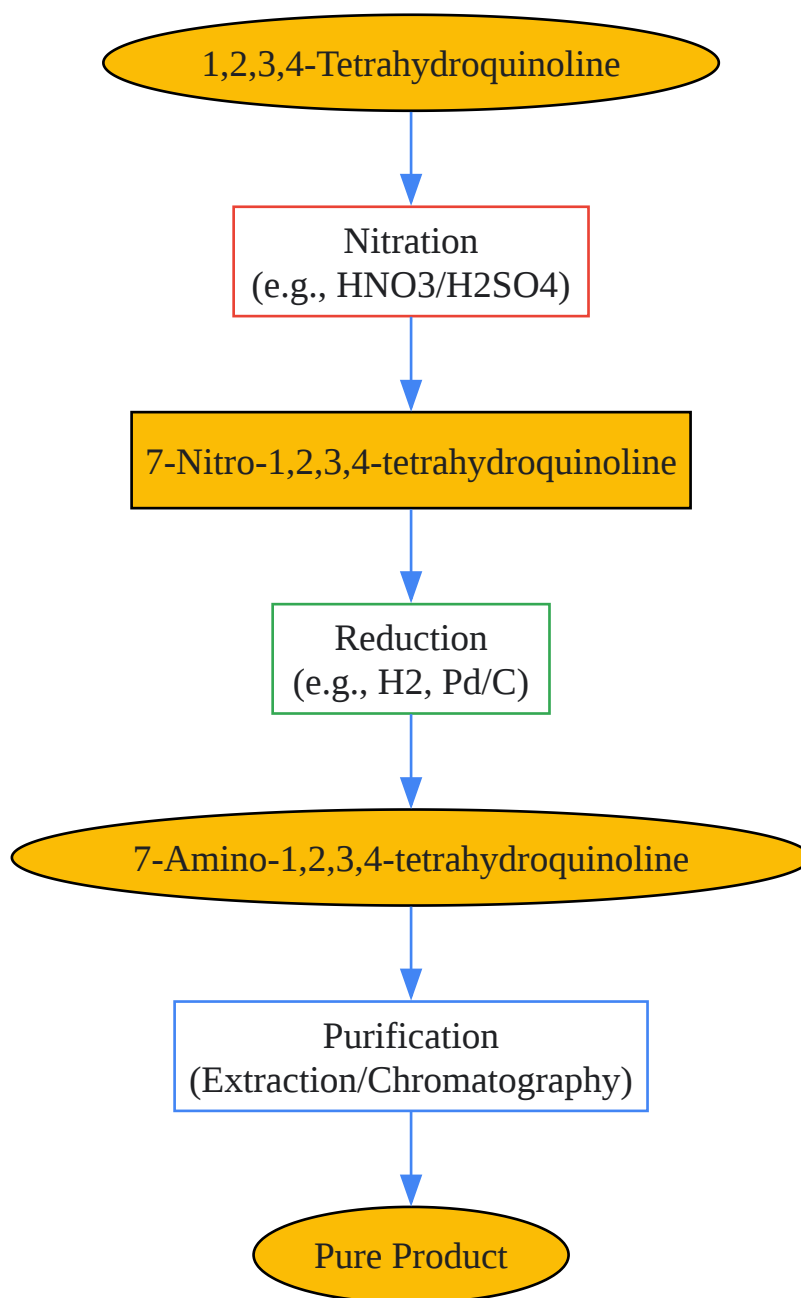 1,2,3,4-Tetrahydroquinoline
Nitration
(e.g., HNO3/H2SO4)
7-Nitro-1,2,3,4-tetrahydroquinoline
Reduction
(e.g., H2, Pd/C)
7-Amino-1,2,3,4-tetrahydroquinoline
Purification
(Extraction/Chromatography)
Pure Product